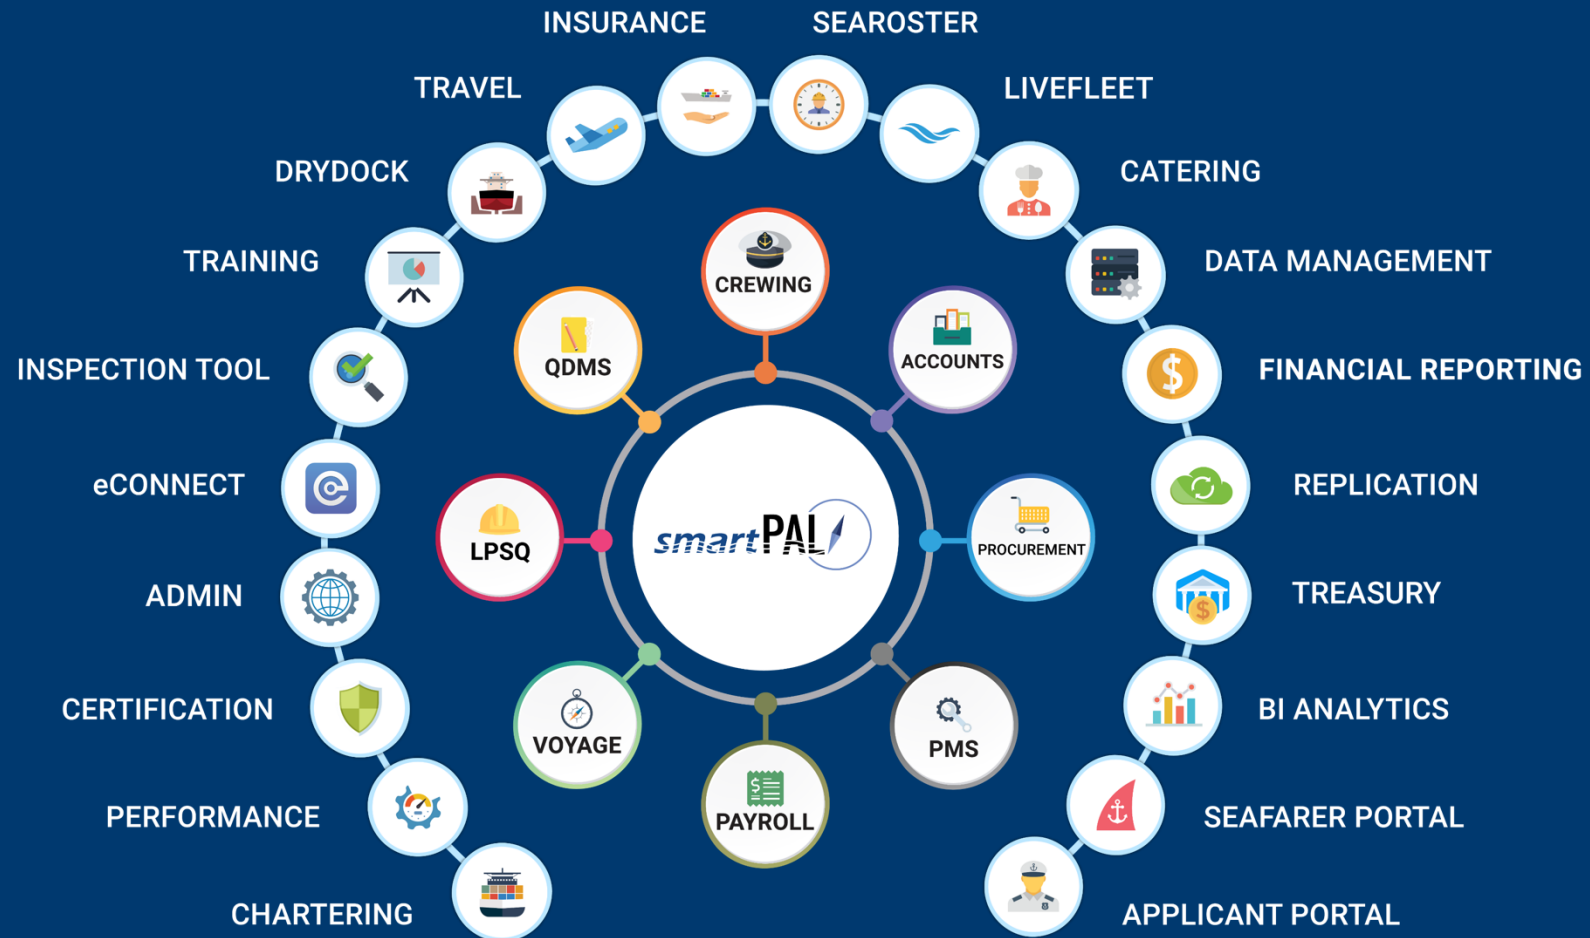 INSURANCE
SEAROSTER
TRAVEL
LIVEFLEET
DRYDOCK
CATERING
TRAINING
DATA MANAGEMENT
INSPECTION TOOL
FINANCIAL REPORTING
eCONNECT
REPLICATION
ADMIN
TREASURY
CERTIFICATION
BI ANALYTICS
PERFORMANCE
SEAFARER PORTAL
CHARTERING
APPLICANT PORTAL
CREWING
QDMS
ACCOUNTS
LPSQ
smartPAL
PROCUREMENT
VOYAGE
PMS
PAYROLL